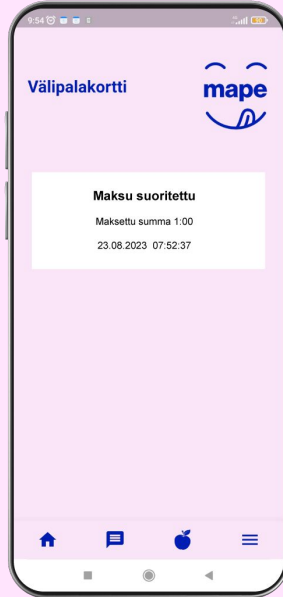 9:54
Välipalakortti
mape
Maksu suoritettu
Maksettu summa 1:00
23.08.2023 07:52:37